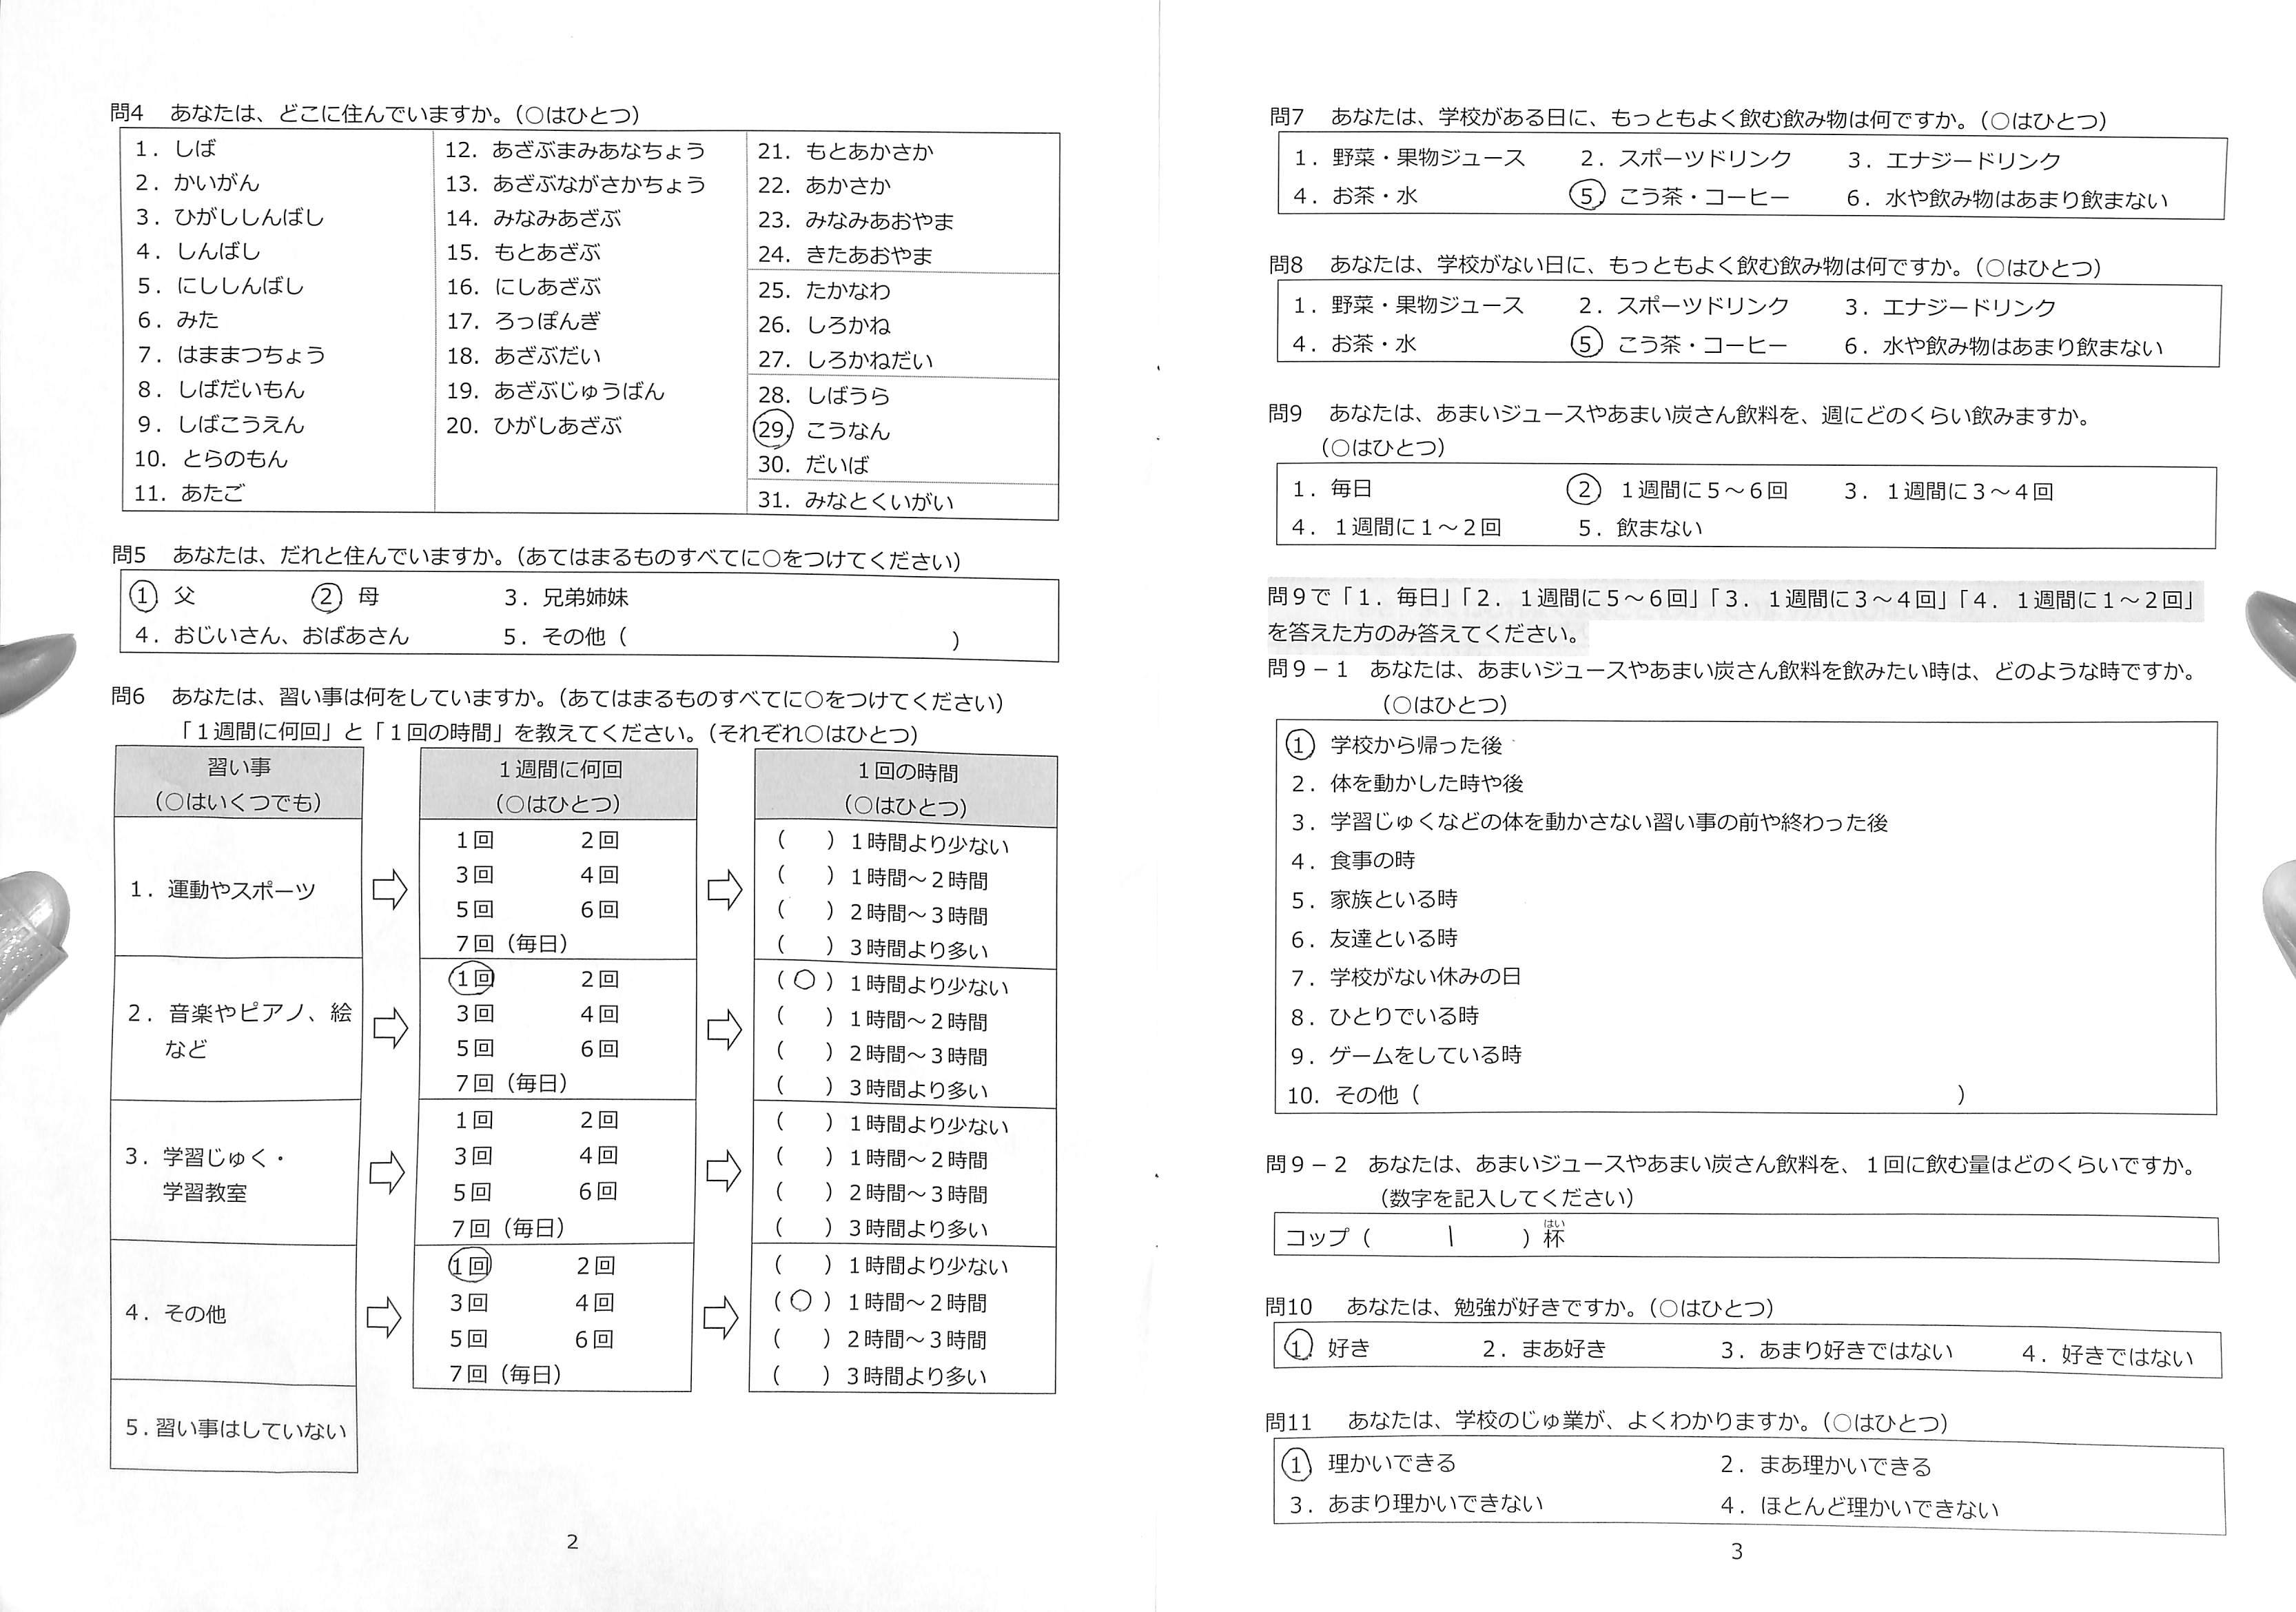 問4　あなたは、どこに住んでいますか。（○はひとつ）
1．しば
2．かいがん
3．ひがししんばし
4．しんばし
5．にししんばし
6．みた
7．はままつちょう
8．しばだいもん
9．しばこうえん
10．とらのもん
11．あたご
12．あざぶまみあなちょう
13．あざぶながさかちょう
14．みなみあざぶ
15．もとあざぶ
16．にしあざぶ
17．ろっぽんぎ
18．あざぶだい
19．あざぶじゅうばん
20．ひがしあざぶ
21．もとあかさか
22．あかさか
23．みなみあおやま
24．きたあおやま
25．たかなわ
26．しろかね
27．しろかねだい
28．しばうら
29．こうなん
30．だいば
31．みなとくいがい
問5　あなたは、だれと住んでいますか。（あてはまるものすべてに○をつけてください）
1　父　2　母　3．兄弟姉妹
4．おじいさん、おばあさん　5．その他（　）
問6　あなたは、習い事は何をしていますか。（あてはまるものすべてに○をつけてください）
「１週間に何回」と「１回の時間」を教えてください。（それぞれ○はひとつ）
習い事
（○はいくつでも）
１週間に何回
（○はひとつ）
１回の時間
（○はひとつ）
1．運動やスポーツ
1回　2回
3回　4回
5回　6回
7回（毎日）
（　）１時間より少ない
（　）１時間～２時間
（　）２時間～３時間
（　）３時間より多い
2．音楽やピアノ、絵
など
1回　2回
3回　4回
5回　6回
7回（毎日）
（○）１時間より少ない
（　）１時間～２時間
（　）２時間～３時間
（　）３時間より多い
3．学習じゅく・
学習教室
1回　2回
3回　4回
5回　6回
7回（毎日）
（　）１時間より少ない
（　）１時間～２時間
（　）２時間～３時間
（　）３時間より多い
4．その他
1回　2回
3回　4回
5回　6回
7回（毎日）
（　）１時間より少ない
（○）１時間～２時間
（　）２時間～３時間
（　）３時間より多い
5．習い事はしていない
2
問7　あなたは、学校がある日に、もっともよく飲む飲み物は何ですか。（○はひとつ）
1．野菜・果物ジュース　2．スポーツドリンク　3．エナジードリンク
4．お茶・水　5．こう茶・コーヒー　6．水や飲み物はあまり飲まない
問8　あなたは、学校がない日に、もっともよく飲む飲み物は何ですか。（○はひとつ）
1．野菜・果物ジュース　2．スポーツドリンク　3．エナジードリンク
4．お茶・水　5．こう茶・コーヒー　6．水や飲み物はあまり飲まない
問9　あなたは、あまいジュースやあまい炭さん飲料を、週にどのくらい飲みますか。
（○はひとつ）
1．毎日　2　１週間に５～６回　3．１週間に３～４回
4．１週間に１～２回　5．飲まない
問９で「１．毎日」「２．１週間に５～６回」「３．１週間に３～４回」「４．１週間に１～２回」
を答えた方のみ答えてください。
問９－１　あなたは、あまいジュースやあまい炭さん飲料を飲みたい時は、どのような時ですか。
（○はひとつ）
1　学校から帰った後
2．体を動かした時や後
3．学習じゅくなどの体を動かさない習い事の前や終わった後
4．食事の時
5．家族といる時
6．友達といる時
7．学校がない休みの日
8．ひとりでいる時
9．ゲームをしている時
10．その他（　）
問９－２　あなたは、あまいジュースやあまい炭さん飲料を、１回に飲む量はどのくらいですか。
（数字を記入してください）
はい
コップ（　1　）杯
問10　あなたは、勉強が好きですか。（○はひとつ）
1．好き　2．まあ好き　3．あまり好きではない　4．好きではない
問11　あなたは、学校のじゅ業が、よくわかりますか。（○はひとつ）
1．理かいできる　2．まあ理かいできる
3．あまり理かいできない　4．ほとんど理かいできない
3